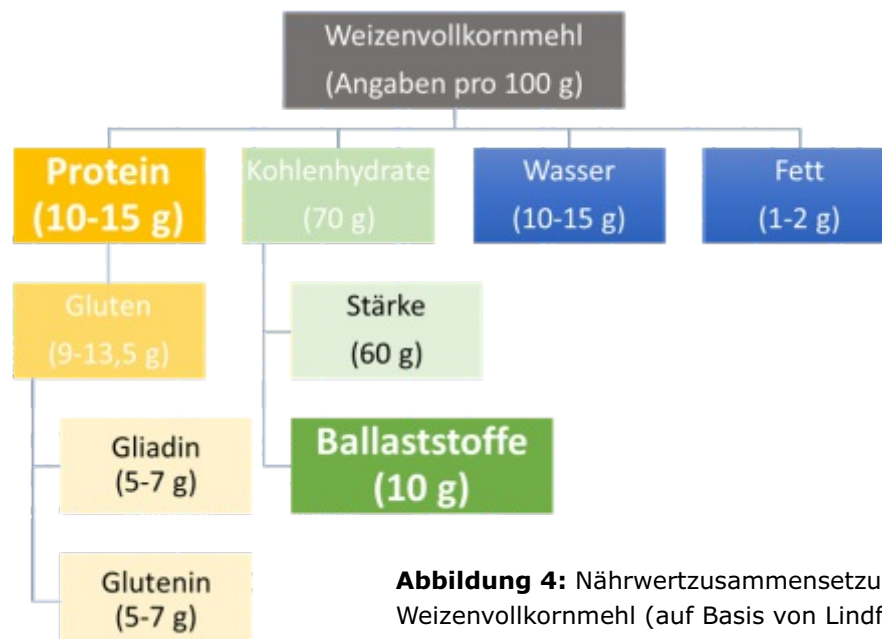 Weizenvollkornmehl
(Angaben pro 100 g)
Protein
(10-15 g)
Kohlenhydrate
(70 g)
Wasser
(10-15 g)
Fett
(1-2 g)
Gluten
(9-13,5 g)
Stärke
(60 g)
Gliadin
(5-7 g)
Ballaststoffe
(10 g)
Glutenin
(5-7 g)
Abbildung 4: Nährwertzusammensetzu
Weizenvollkornmehl (auf Basis von Lindf